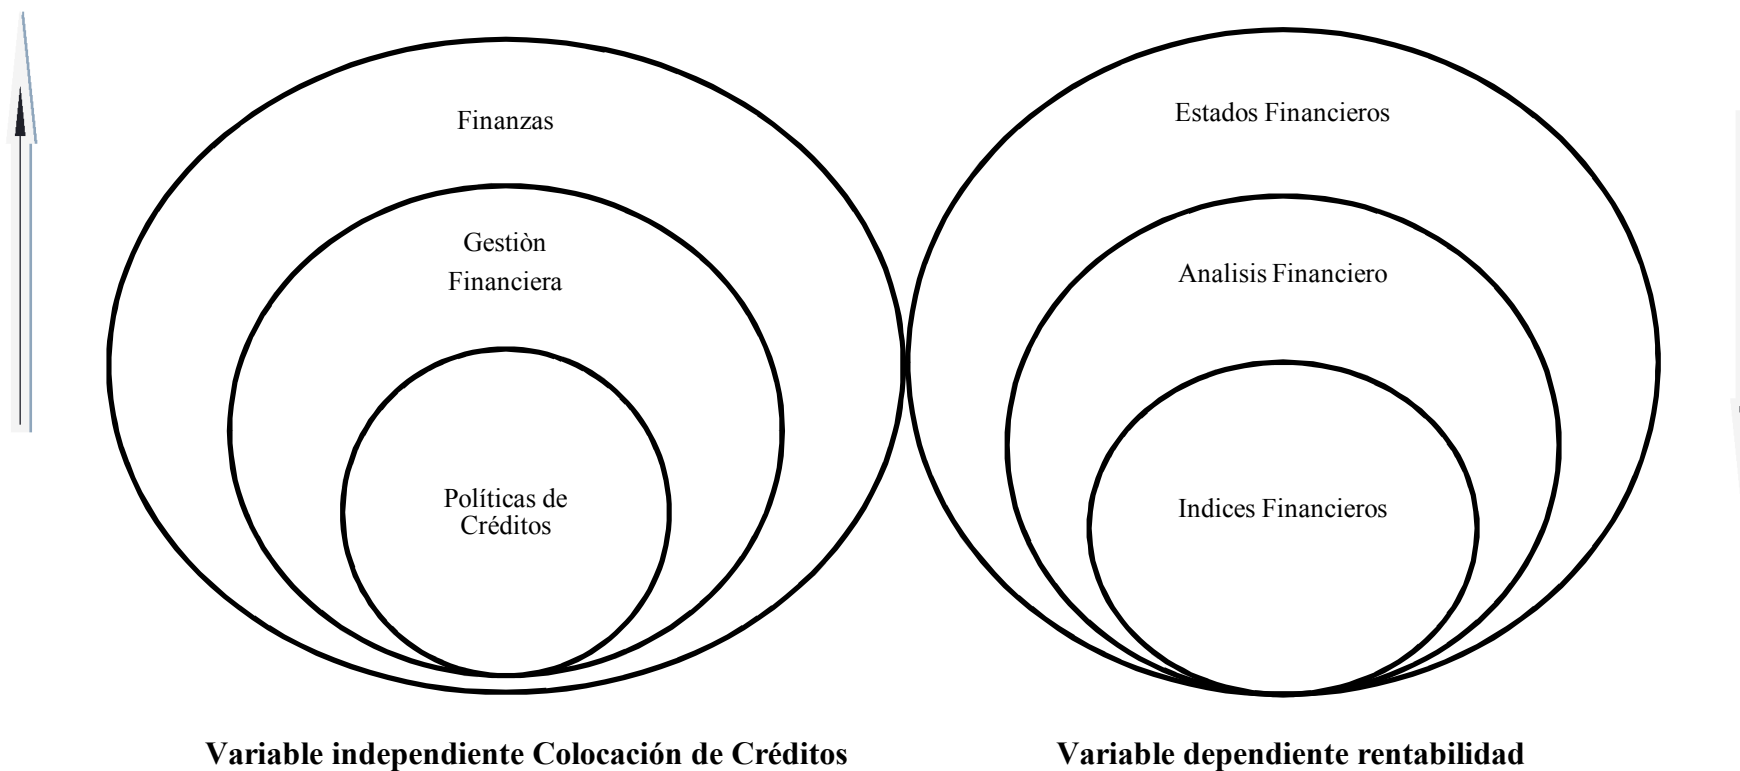 Finanzas
Gestiòn
Financiera
Políticas de
Créditos
Estados Financieros
Analisis Financiero
Indices Financieros
Variable independiente Colocación de Créditos
Variable dependiente rentabilidad